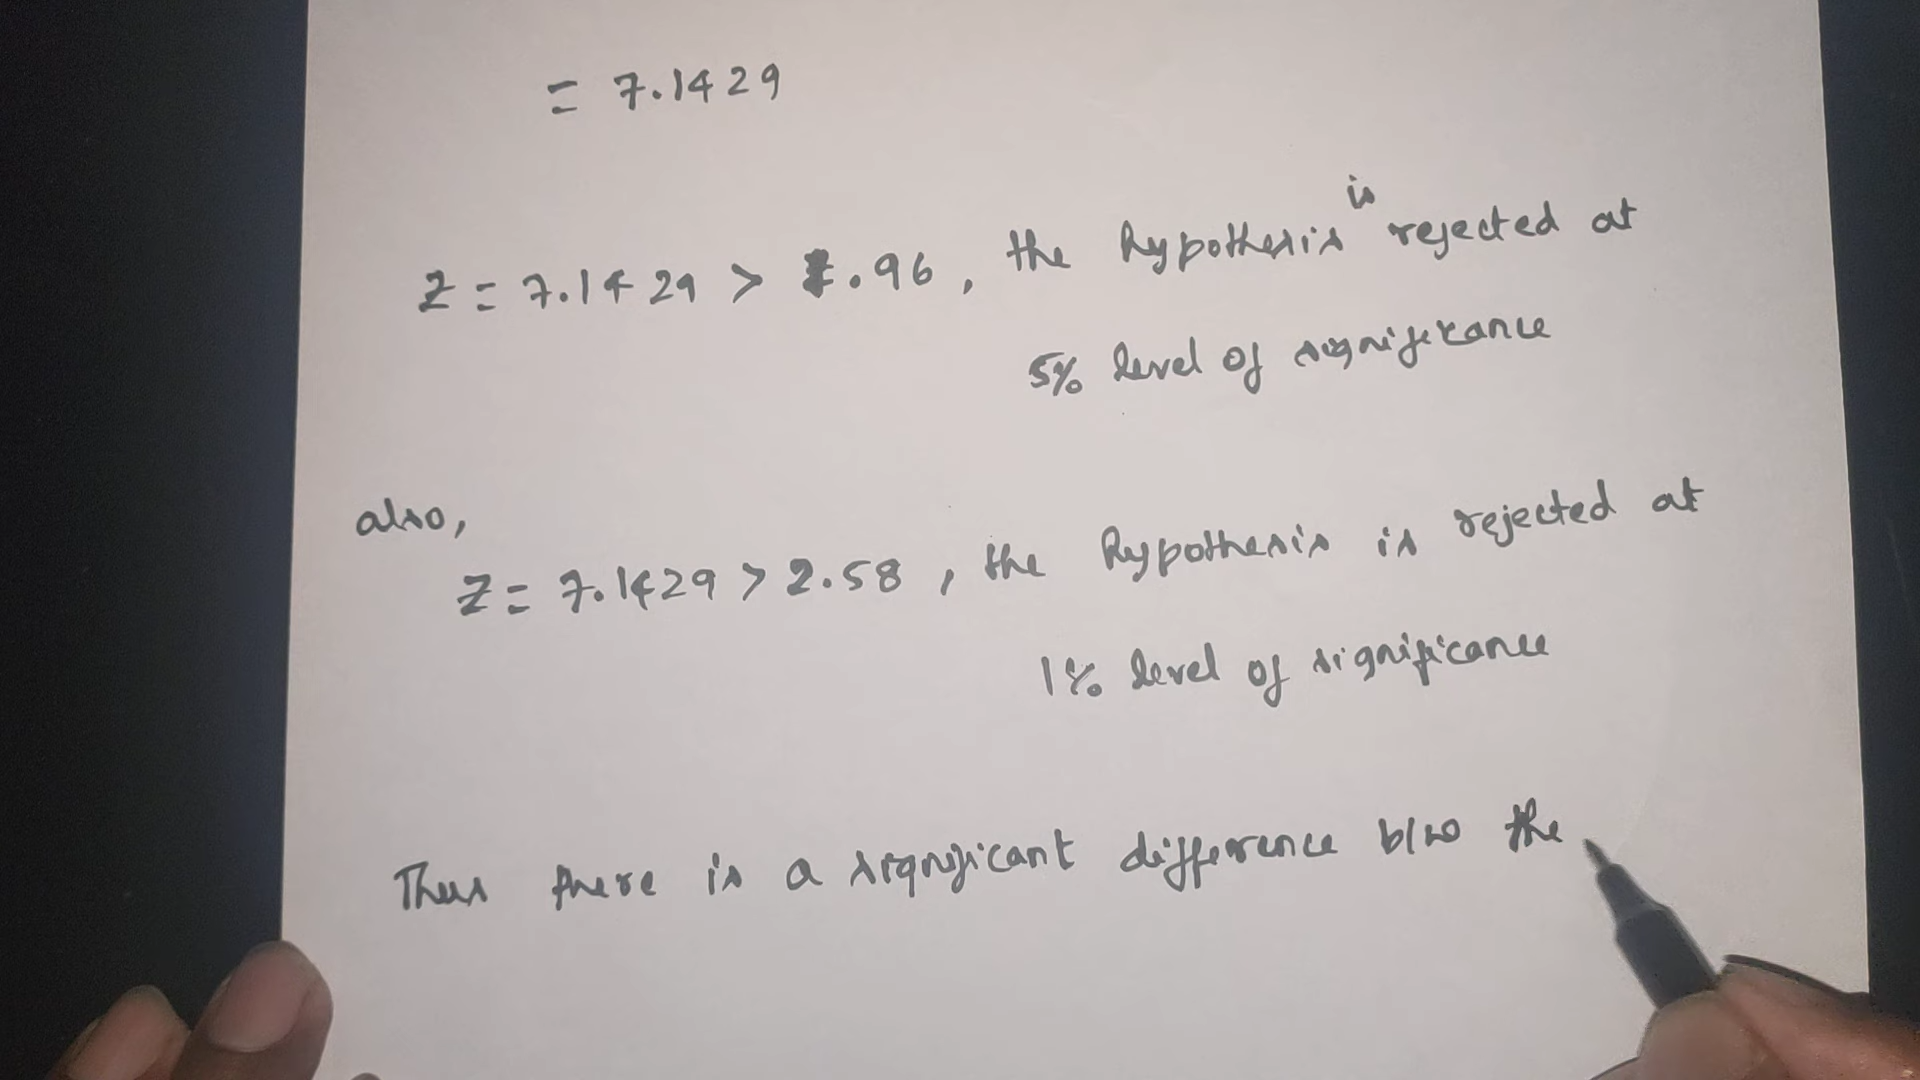 = 7.1429
Z = 7.1429 > 1.96, the hypothesis is rejected at
5% level of significance
also,
Z = 7.1429 > 2.58, the hypothesis is rejected at
1% level of significance
Thus there is a significant difference b/w the